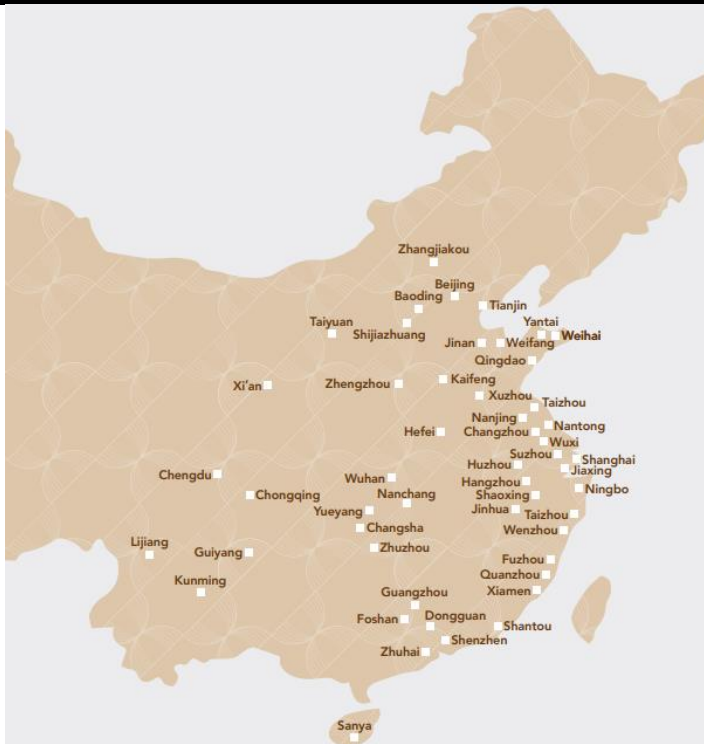 Zhangjiakou
Beijing
Baoding
Tianjin
Taiyuan
Yantai
Shijiazhuang
Weihai
Jinan
Weifang
Qingdao
Xi'an
Zhengzhou
Kaifeng
Xuzhou
Taizhou
Nanjing
Nantong
Hefei
Changzhou
Wuxi
Suzhou
Shanghai
Huzhou
Jiaxing
Chengdu
Wuhan
Hangzhou
Ningbo
Chongqing
Nanchang
Shaoxing
Yueyang
Jinhua
Taizhou
Changsha
Wenzhou
Lijiang
Guiyang
Zhuzhou
Fuzhou
Quanzhou
Kunming
Xiamen
Guangzhou
Foshan
Dongguan
Shantou
Shenzhen
Zhuhai
Sanya